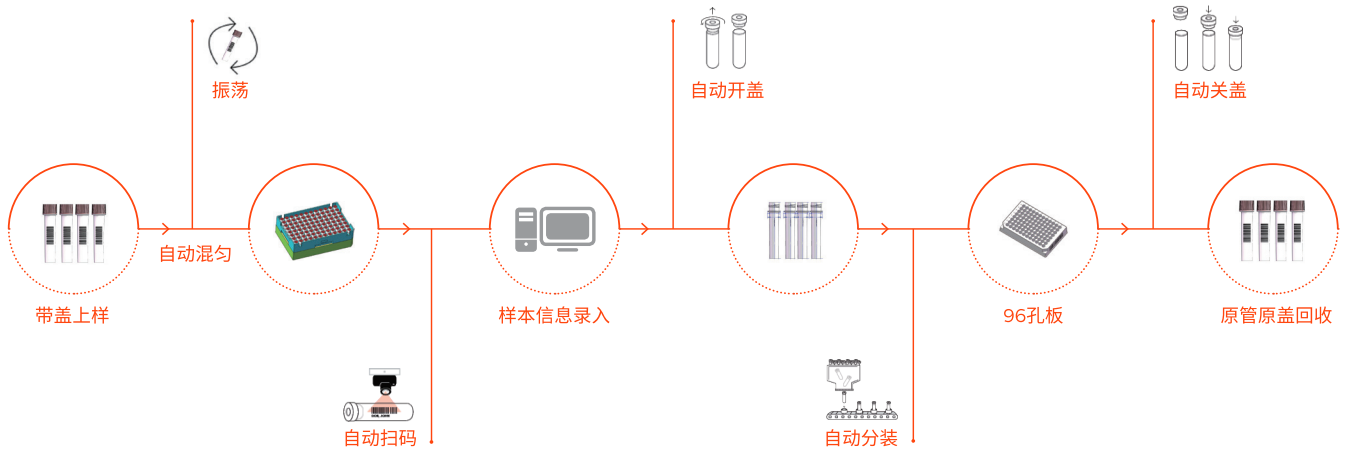 振荡
自动开盖
自动关盖
自动混匀
带盖上样
样本信息录入
96孔板
原管原盖回收
自动扫码
自动分装